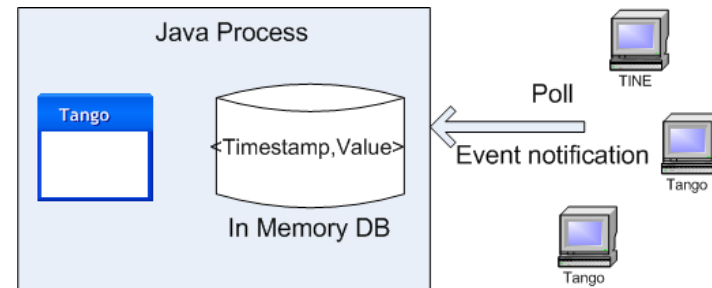 Java Process
Tango
<Timestamp,Value>
In Memory DB
Poll
Event notification
TINE
Tango
Tango